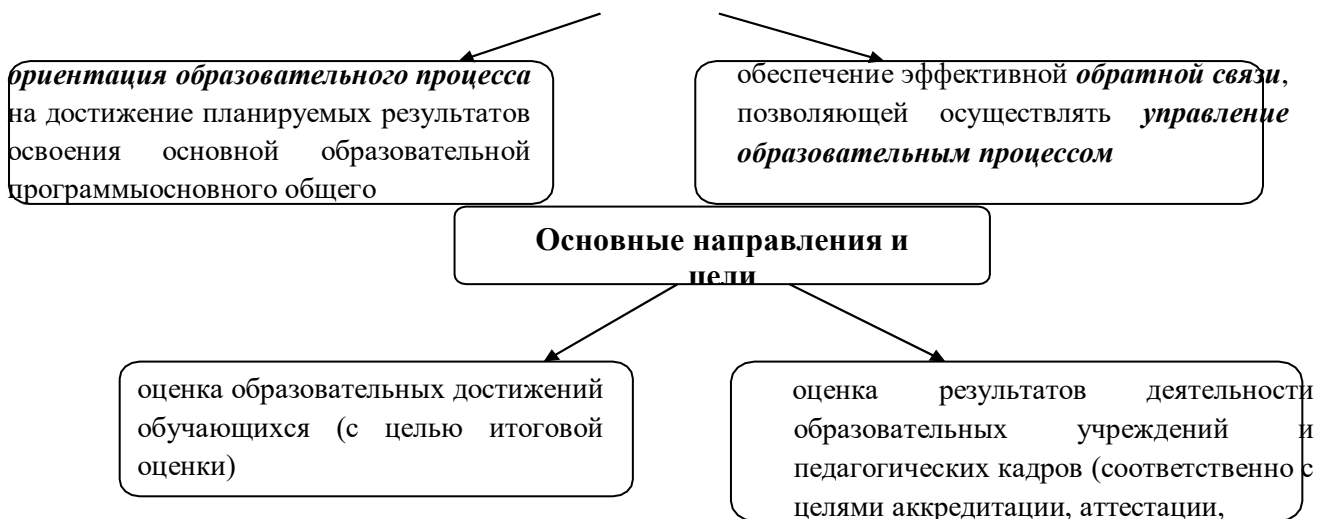 ориентация образовательного процесса
на достижение планируемых результатов
освоения основной образовательной
программыосновного общего
обеспечение эффективной обратной связи,
позволяющей осуществлять управление
образовательным процессом
Основные направления и
цели
оценка образовательных достижений
обучающихся (с целью итоговой
оценки)
оценка результатов деятельности
образовательных учреждений и
педагогических кадров (соответственно с
целями аккредитации, аттестации,